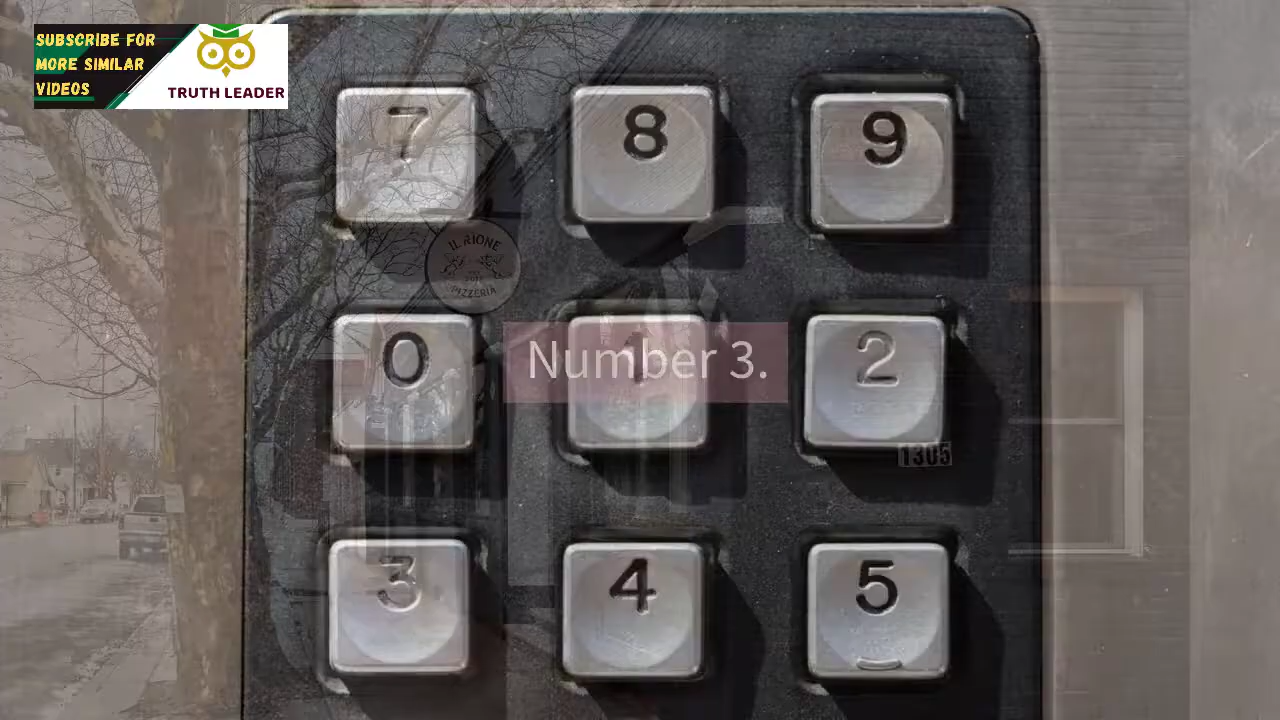 SUBSCRIBE FOR
MORE SIMILAR
VIDEOS
TRUTH LEADER
7 8 9
IL RIONE
PIZZERIA
0 1 2
Number 3.
1305
3 4 5